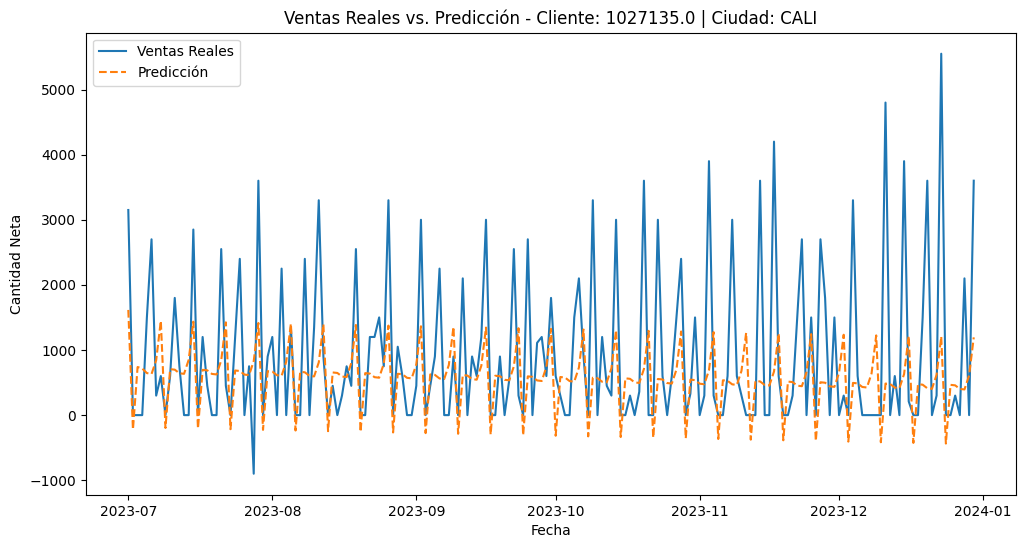 Ventas Reales vs. Predicción - Cliente: 1027135.0 | Ciudad: CALI
Ventas Reales
Predicción
Cantidad Neta
5000
4000
3000
2000
1000
0
−1000
2023-07
2023-08
2023-09
2023-10
2023-11
2023-12
2024-01
Fecha